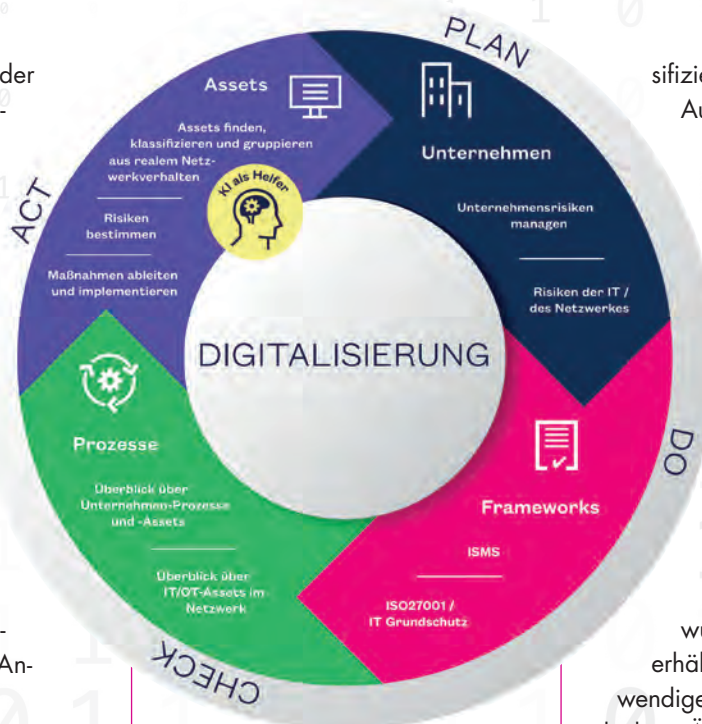 PLAN
DO
CHECK
ACT
DIGITALISIERUNG
Assets
Assets finden,
klassifizieren und gruppieren
aus realem Netz-
werkverhalten
Risiken
bestimmen
Maßnahmen ableiten
und implementieren
KI als Helfer
Unternehmen
Unternehmensrisiken
managen
Risiken der IT /
des Netzwerkes
Frameworks
ISMS
ISO27001 /
IT Grundschutz
Prozesse
Überblick über
Unternehmen-Prozesse
und -Assets
Überblick über
IT/OT-Assets im
Netzwerk
der
-
sifizie
Au
-
An-
wu
erhäl
wendige